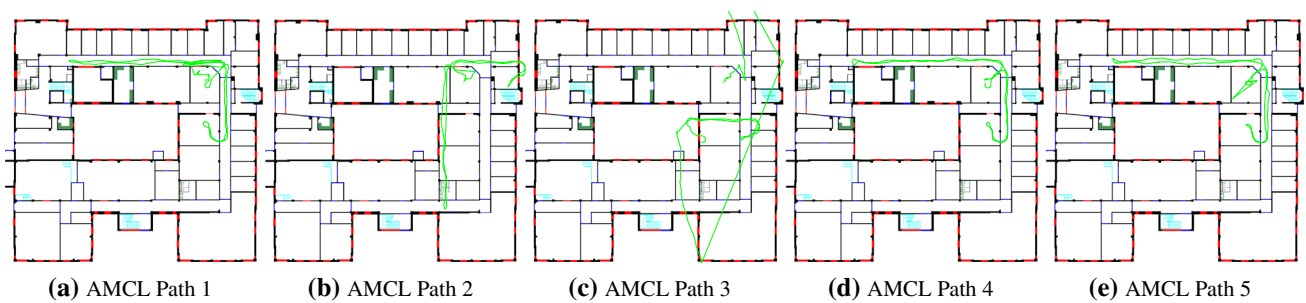 (a) AMCL Path 1
(b) AMCL Path 2
(c) AMCL Path 3
(d) AMCL Path 4
(e) AMCL Path 5